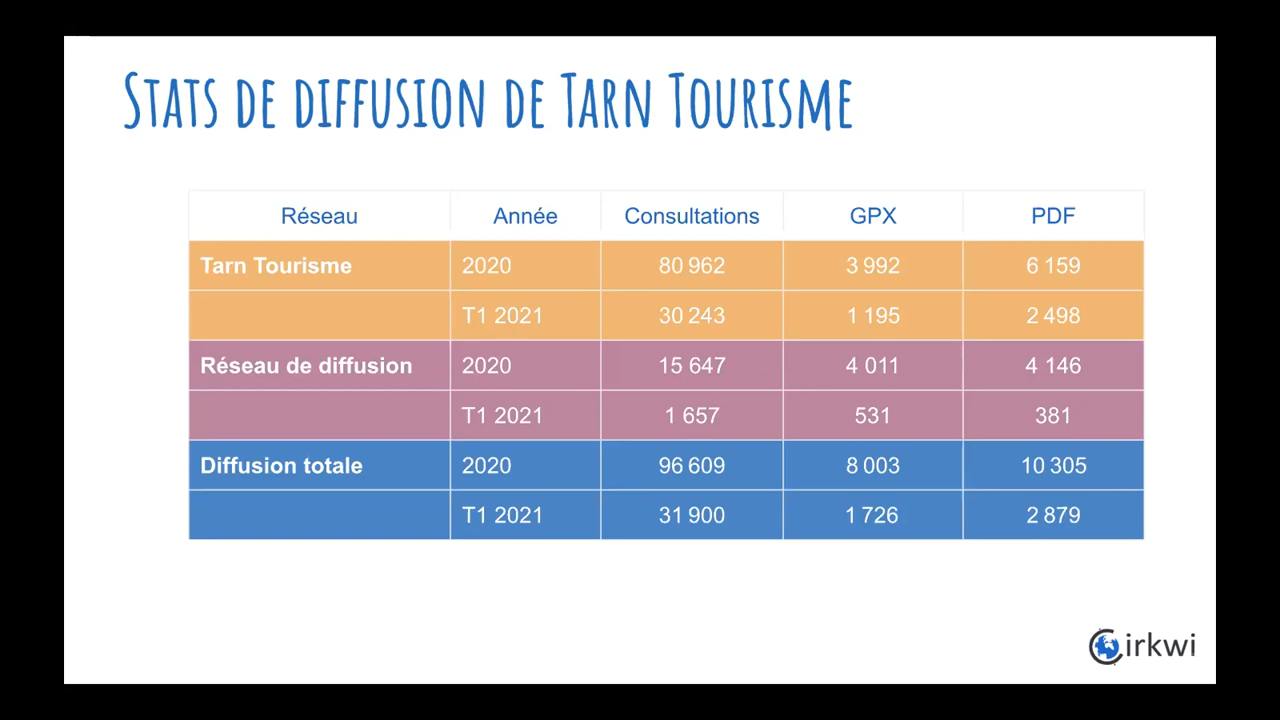 Stats de diffusion de Tarn Tourisme
Réseau Année Consultations GPX PDF
Tarn Tourisme 2020 80 962 3 992 6 159
T1 2021 30 243 1 195 2 498
Réseau de diffusion 2020 15 647 4 011 4 146
T1 2021 1 657 531 381
Diffusion totale 2020 96 609 8 003 10 305
T1 2021 31 900 1 726 2 879
Cirkwi